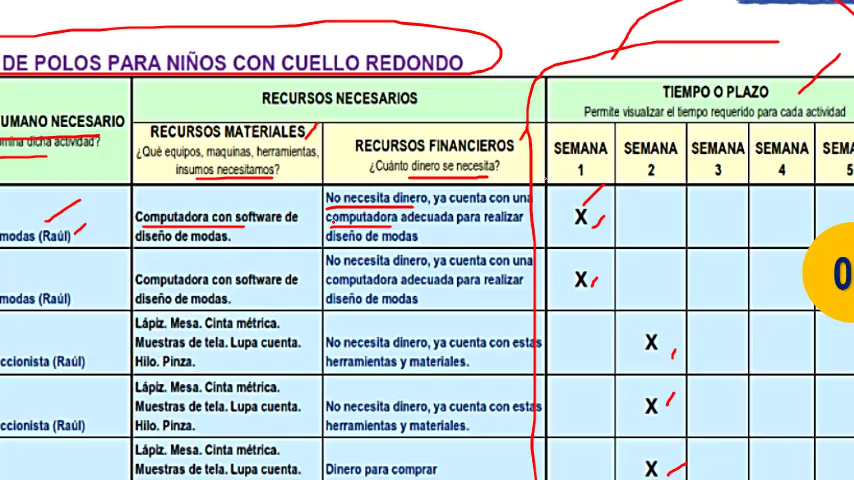 DE POLOS PARA NIÑOS CON CUELLO REDONDO
RECURSOS NECESARIOS
TIEMPO O PLAZO
Permite visualizar el tiempo requerido para cada actividad
UMANO NECESARIO
omina dicha actividad?
RECURSOS MATERIALES
¿Qué equipos, maquinas, herramientas,
insumos necesitamos?
RECURSOS FINANCIEROS
¿Cuánto dinero se necesita?
SEMANA
1
SEMANA
2
SEMANA
3
SEMANA
4
SEMA
5
modas (Raúl)
Computadora con software de
diseño de modas.
No necesita dinero, ya cuenta con una
computadora adecuada para realizar
diseño de modas
X
modas (Raúl)
Computadora con software de
diseño de modas.
No necesita dinero, ya cuenta con una
computadora adecuada para realizar
diseño de modas
X
0
ccionista (Raúl)
Lápiz. Mesa. Cinta métrica.
Muestras de tela. Lupa cuenta.
Hilo. Pinza.
No necesita dinero, ya cuenta con estas
herramientas y materiales.
X
ccionista (Raúl)
Lápiz. Mesa. Cinta métrica.
Muestras de tela. Lupa cuenta.
Hilo. Pinza.
No necesita dinero, ya cuenta con estas
herramientas y materiales.
X
Lápiz. Mesa. Cinta métrica.
Muestras de tela. Lupa cuenta.
Dinero para comprar
X